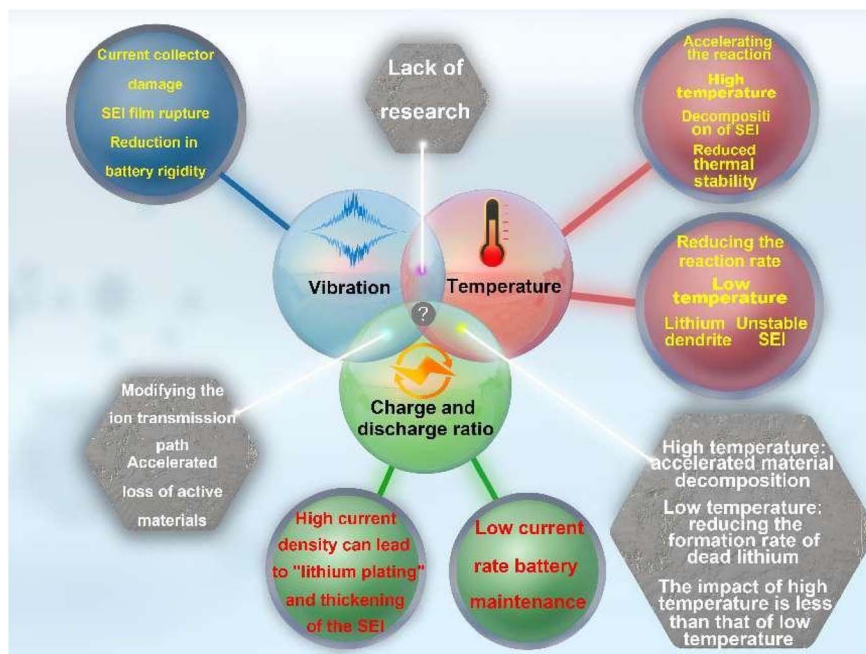 Current collector
damage
SEI film rupture
Reduction in
battery rigidity
Lack of
research
Accelerating
the reaction
High
temperature
Decompositi
on of SEI
Reduced
thermal
stability
Vibration
Temperature
Reducing the
reaction rate
Low
temperature
Lithium Unstable
dendrite SEI
?
Charge and
discharge ratio
Modifying the
ion transmission
path
Accelerated
loss of active
materials
High temperature:
accelerated material
decomposition
Low temperature:
reducing the
formation rate of
dead lithium
The impact of high
temperature is less
than that of low
temperature
High current
density can lead
to "lithium plating"
and thickening
of the SEI
Low current
rate battery
maintenance